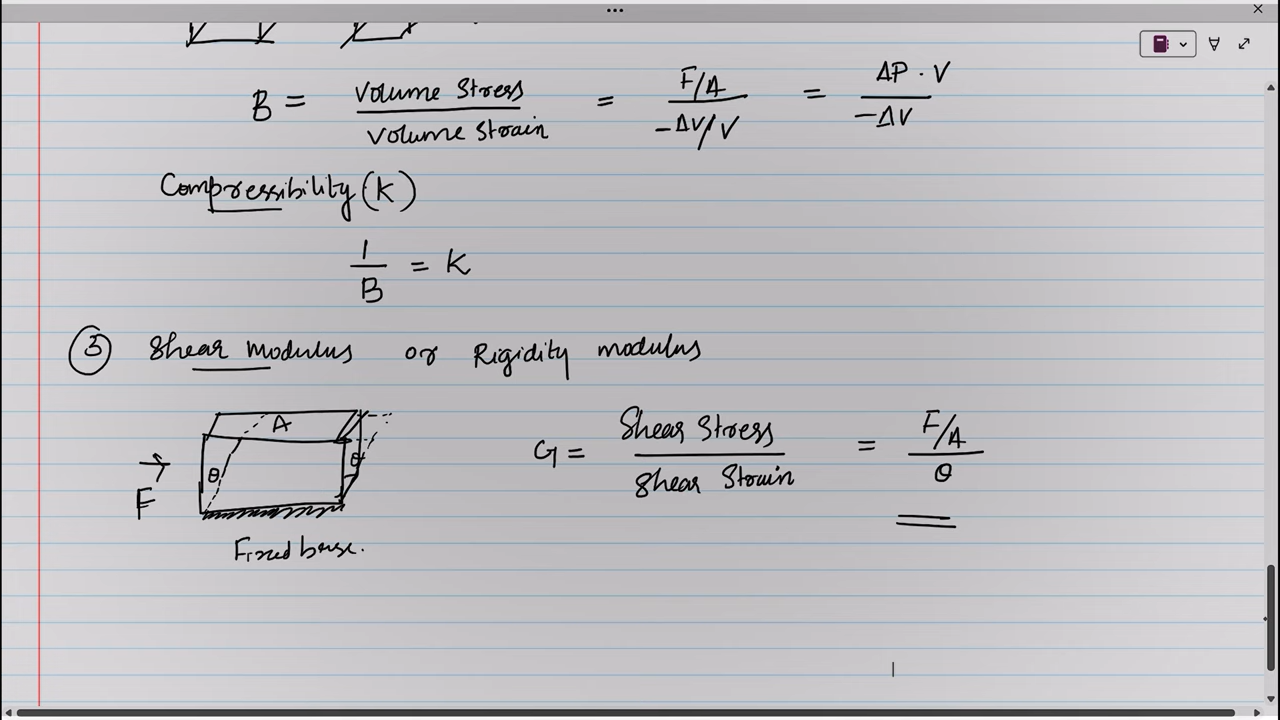 B = Volume Stress / Volume Strain = F/A / -ΔV/V = ΔP · V / -ΔV
Compressibility (K)
1/B = K
③ Shear modulus or Rigidity modulus
A
θ θ
F
Fixed base.
G = Shear Stress / Shear Strain = F/A / θ